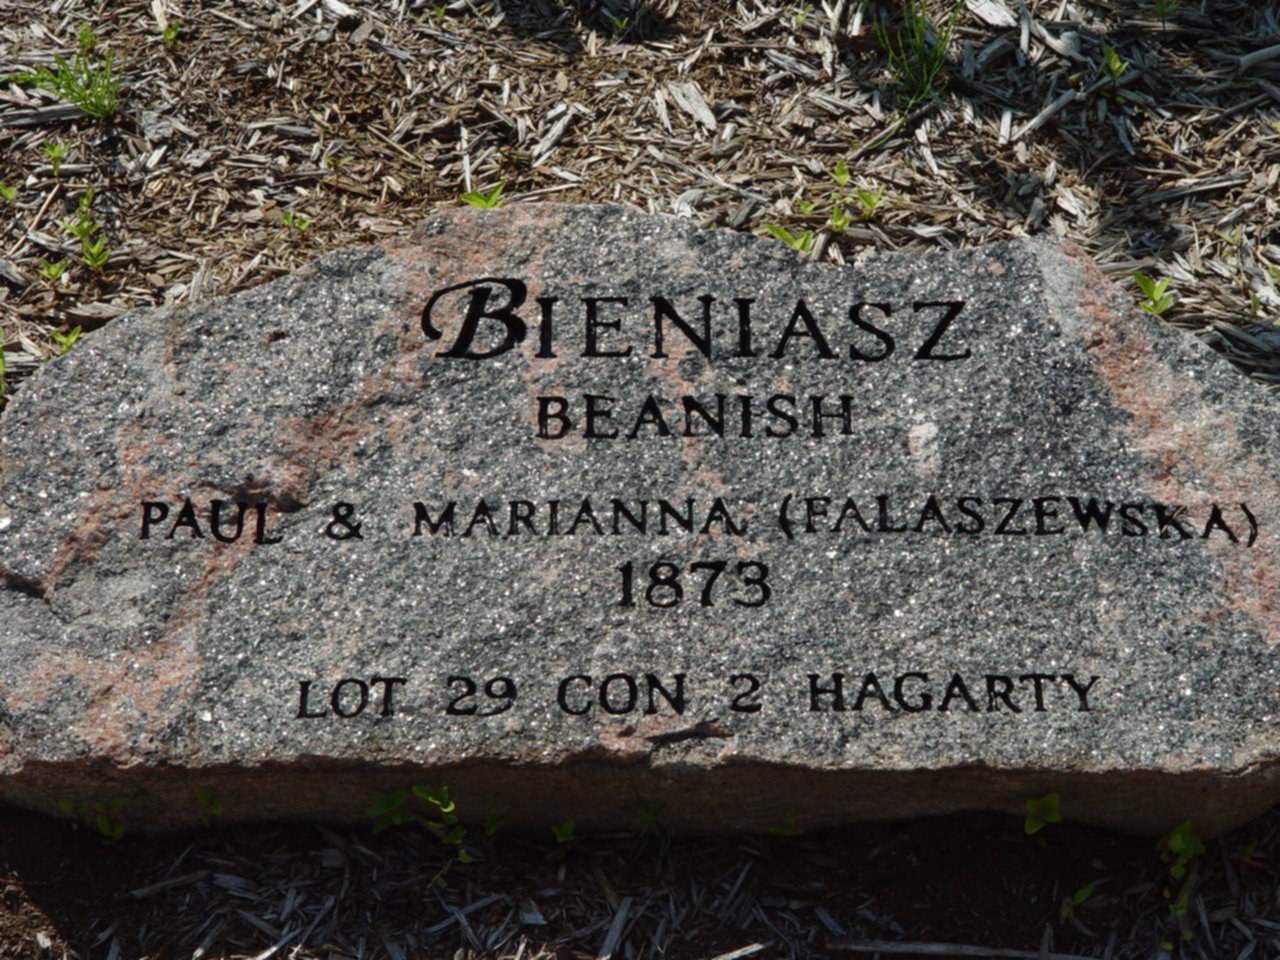 BIENIASZ
BEANISH
PAUL & MARIANNA (FALASZEWSKA)
1873
LOT 29 CON 2 HAGARTY